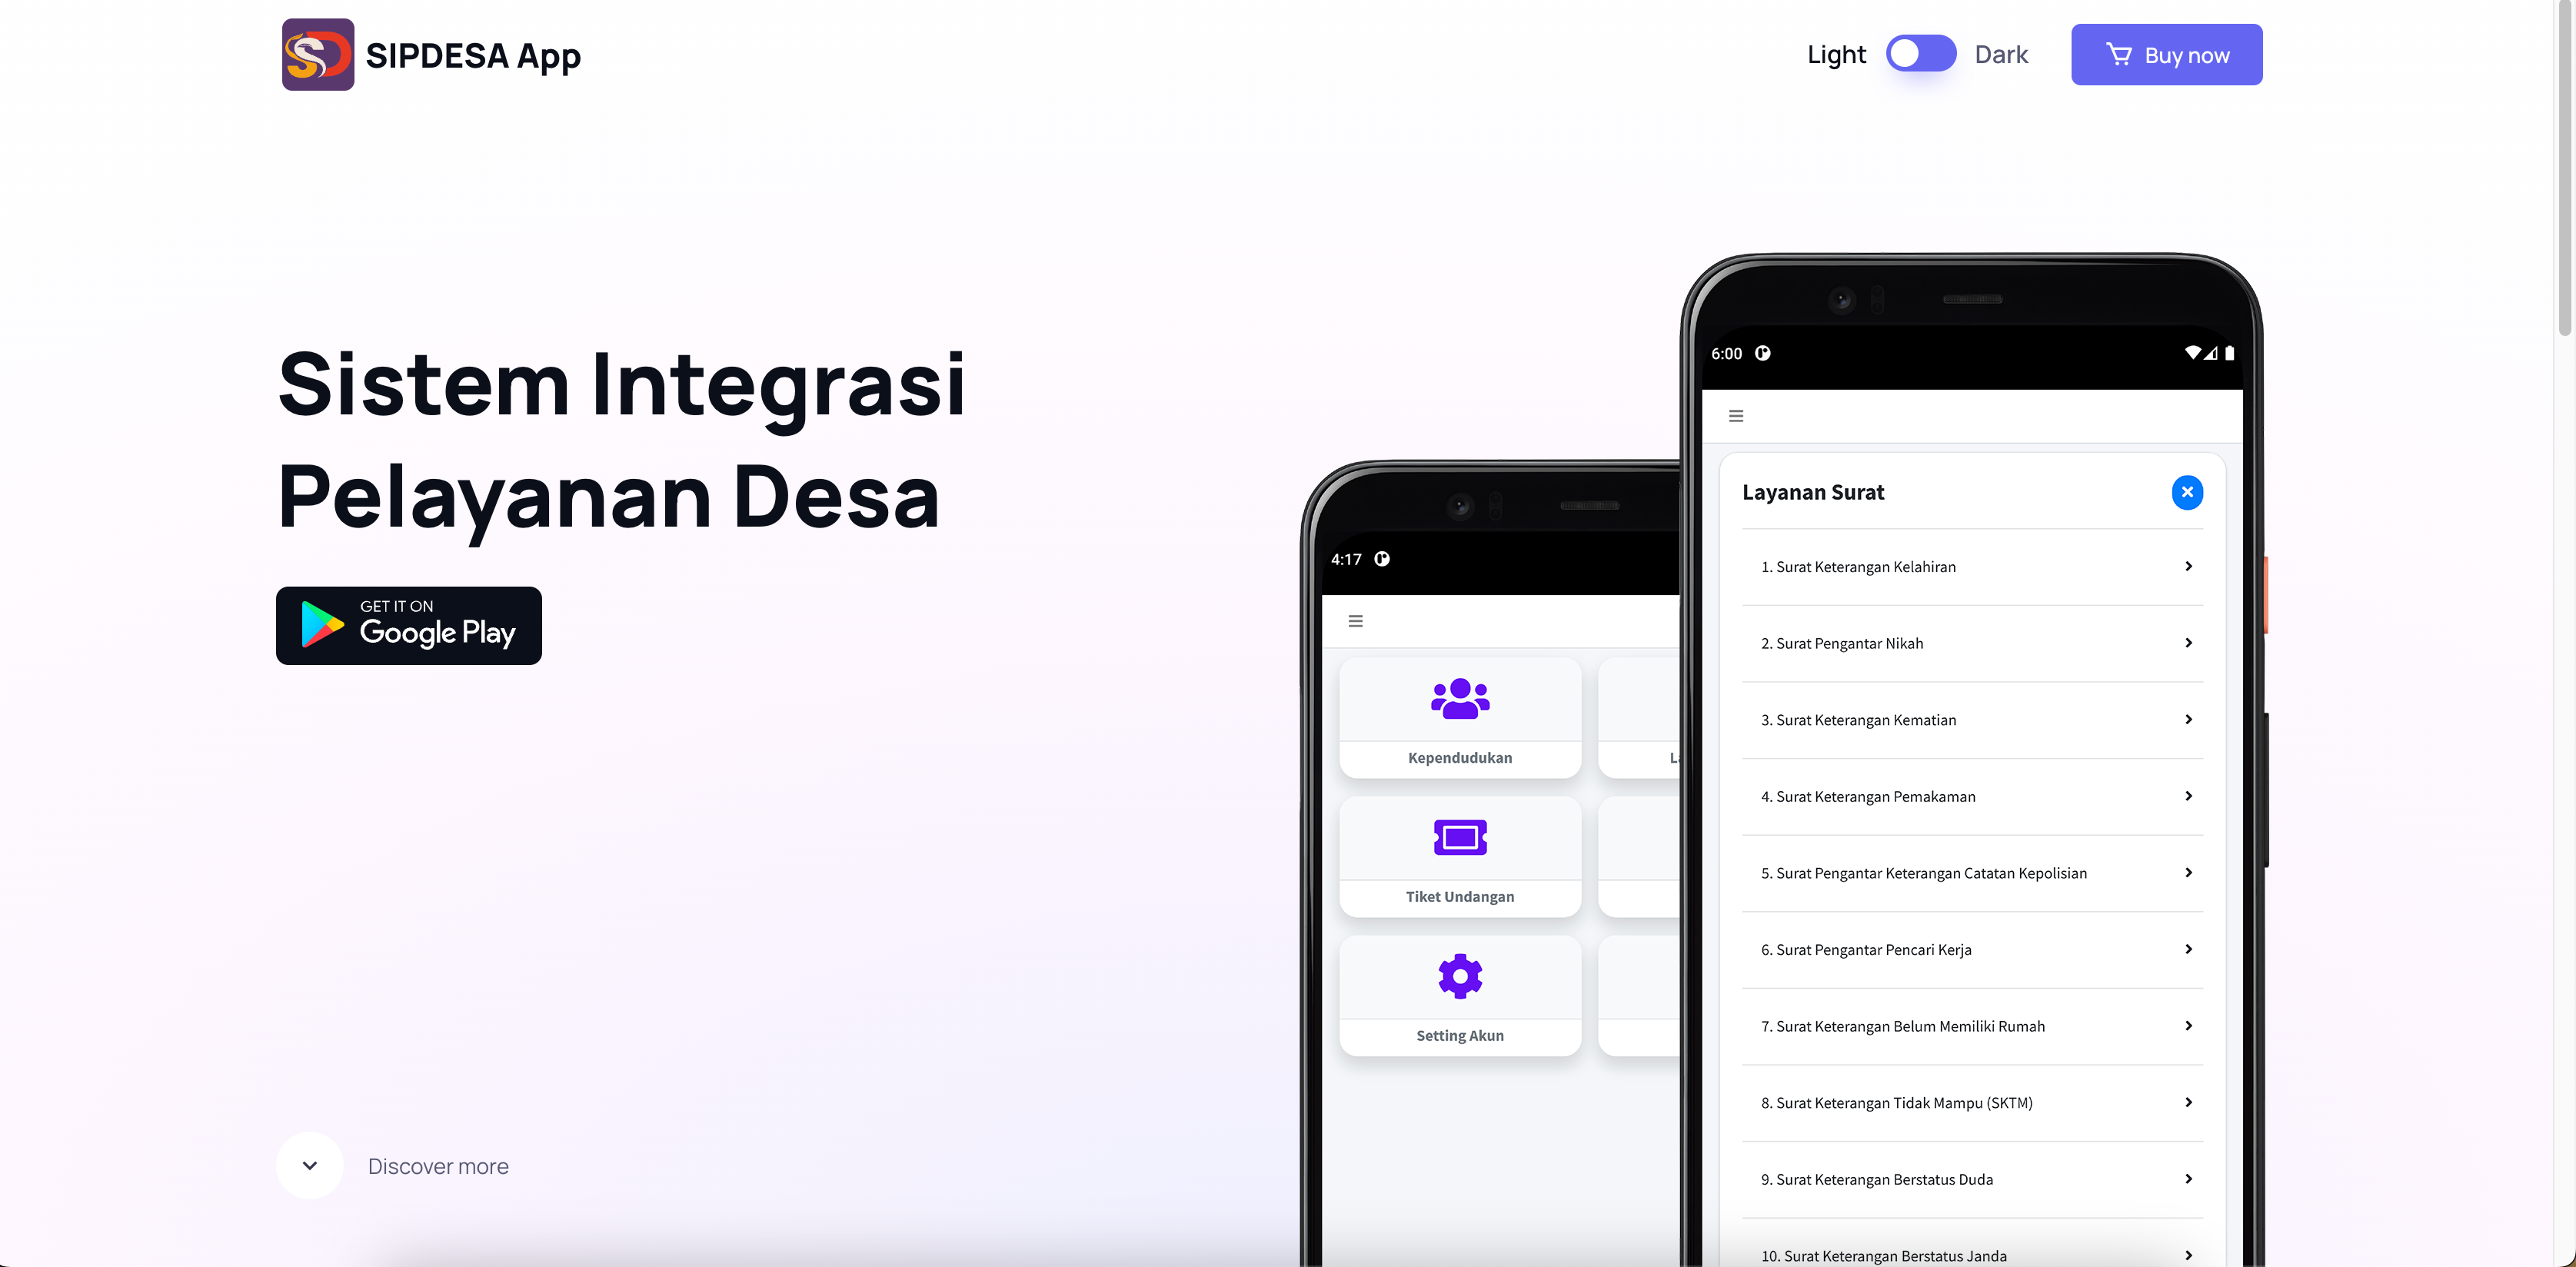 SIPDESA App
Light
Dark
Buy now
Sistem Integrasi
Pelayanan Desa
GET IT ON
Google Play
Discover more
4:17
Kependudukan
Tiket Undangan
Setting Akun
6:00
Layanan Surat
1. Surat Keterangan Kelahiran
2. Surat Pengantar Nikah
3. Surat Keterangan Kematian
4. Surat Keterangan Pemakaman
5. Surat Pengantar Keterangan Catatan Kepolisian
6. Surat Pengantar Pencari Kerja
7. Surat Keterangan Belum Memiliki Rumah
8. Surat Keterangan Tidak Mampu (SKTM)
9. Surat Keterangan Berstatus Duda
10. Surat Keterangan Berstatus Janda